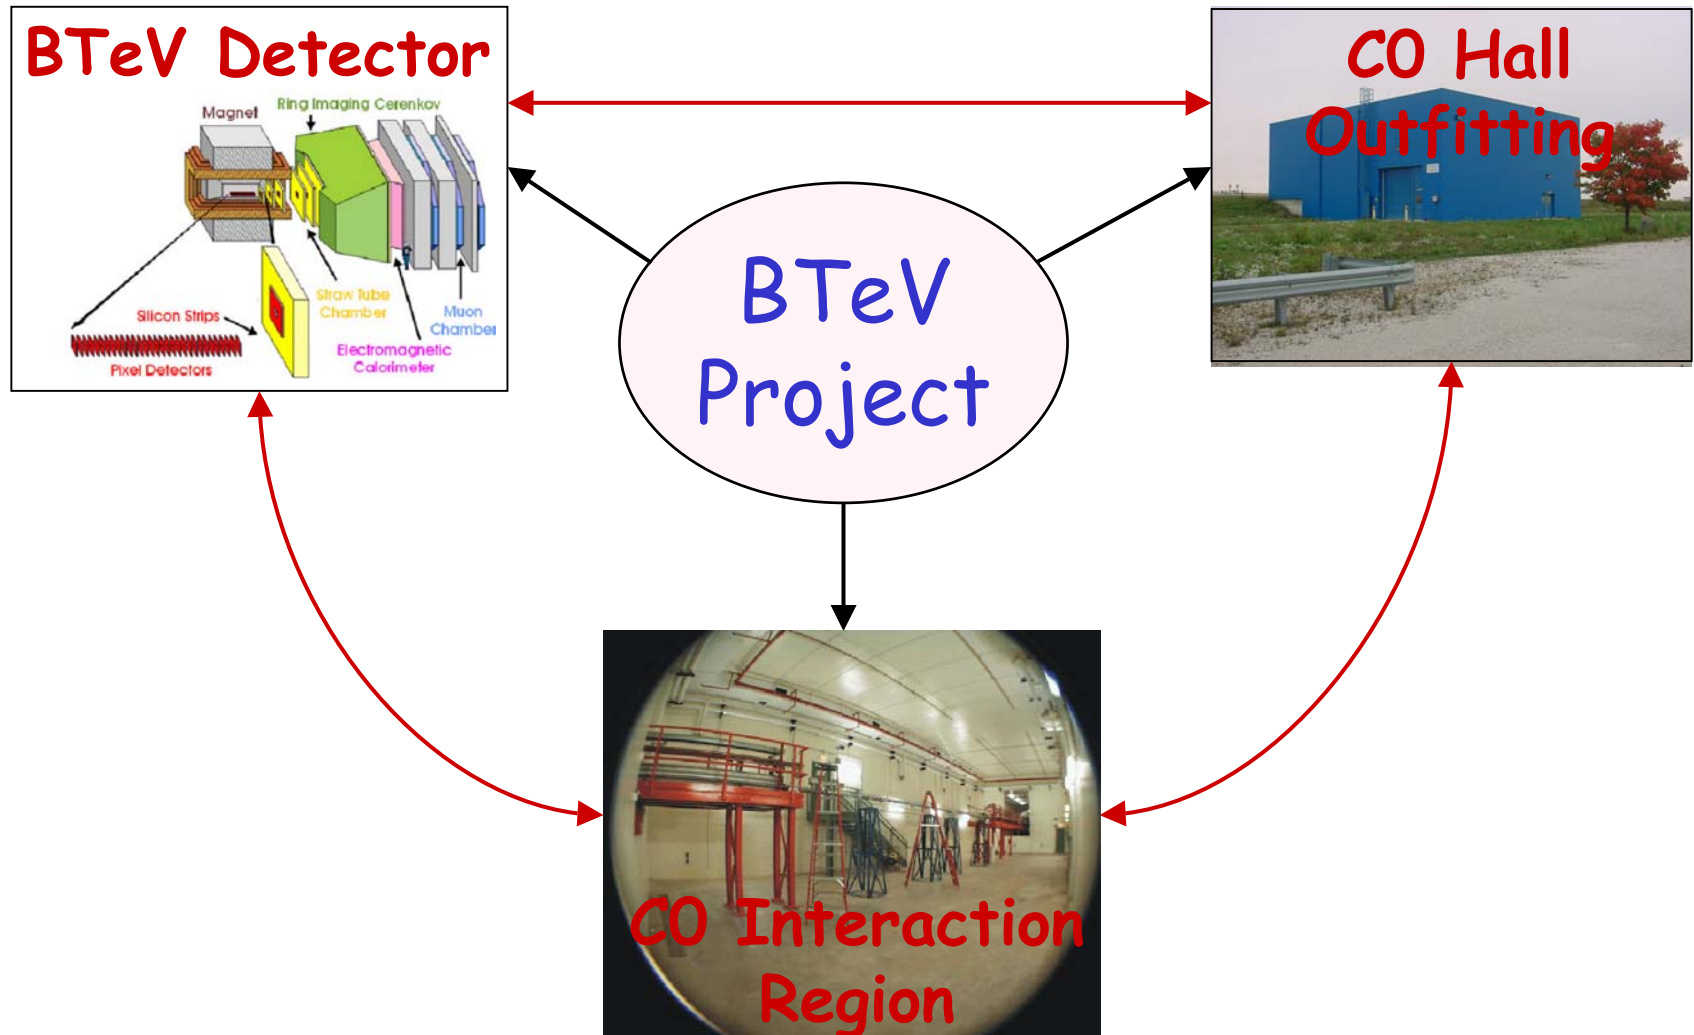 BTeV Detector
Magnet
Ring Imaging Cerenkov
Silicon Strips
Straw Tube
Chamber
Muon
Chamber
Electromagnetic
Calorimeter
Pixel Detectors
C0 Hall
Outfitting
BTeV
Project
C0 Interaction
Region